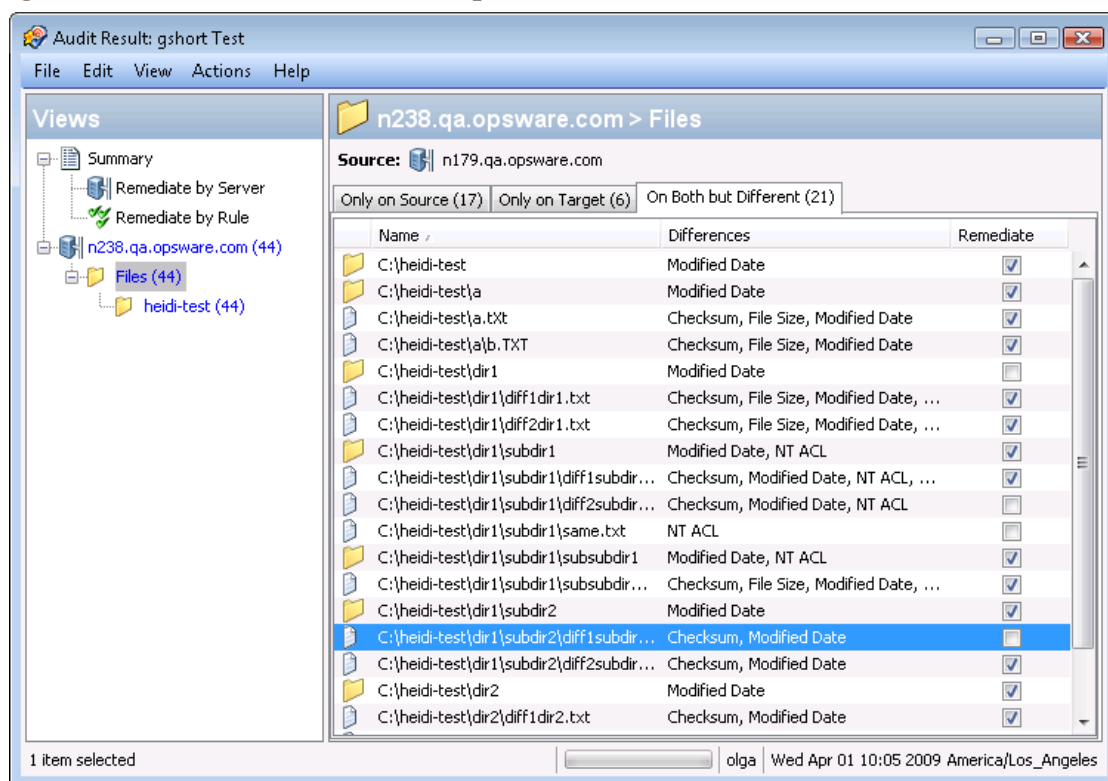 Audit Result: gshort Test
File Edit View Actions Help
Views
Summary
Remediate by Server
Remediate by Rule
n238.qa.opsware.com (44)
Files (44)
heidi-test (44)
n238.qa.opsware.com > Files
Source: n179.qa.opsware.com
Only on Source (17) Only on Target (6) On Both but Different (21)
Name Differences Remediate
C:\heidi-test Modified Date
C:\heidi-test\a Modified Date
C:\heidi-test\a.tXt Checksum, File Size, Modified Date
C:\heidi-test\a\b.TXT Checksum, File Size, Modified Date
C:\heidi-test\dir1 Modified Date
C:\heidi-test\dir1\diff1dir1.txt Checksum, File Size, Modified Date, ...
C:\heidi-test\dir1\diff2dir1.txt Checksum, File Size, Modified Date, ...
C:\heidi-test\dir1\subdir1 Modified Date, NT ACL
C:\heidi-test\dir1\subdir1\diff1subdir... Checksum, Modified Date, NT ACL, ...
C:\heidi-test\dir1\subdir1\diff2subdir... Checksum, Modified Date, NT ACL
C:\heidi-test\dir1\subdir1\same.txt NT ACL
C:\heidi-test\dir1\subdir1\subsubdir1 Modified Date, NT ACL
C:\heidi-test\dir1\subdir1\subsubdir... Checksum, File Size, Modified Date, ...
C:\heidi-test\dir1\subdir2 Modified Date
C:\heidi-test\dir1\subdir2\diff1subdir... Checksum, Modified Date
C:\heidi-test\dir1\subdir2\diff2subdir... Checksum, Modified Date
C:\heidi-test\dir2 Modified Date
C:\heidi-test\dir2\diff1dir2.txt Checksum, Modified Date
1 item selected olga Wed Apr 01 10:05 2009 America/Los_Angeles